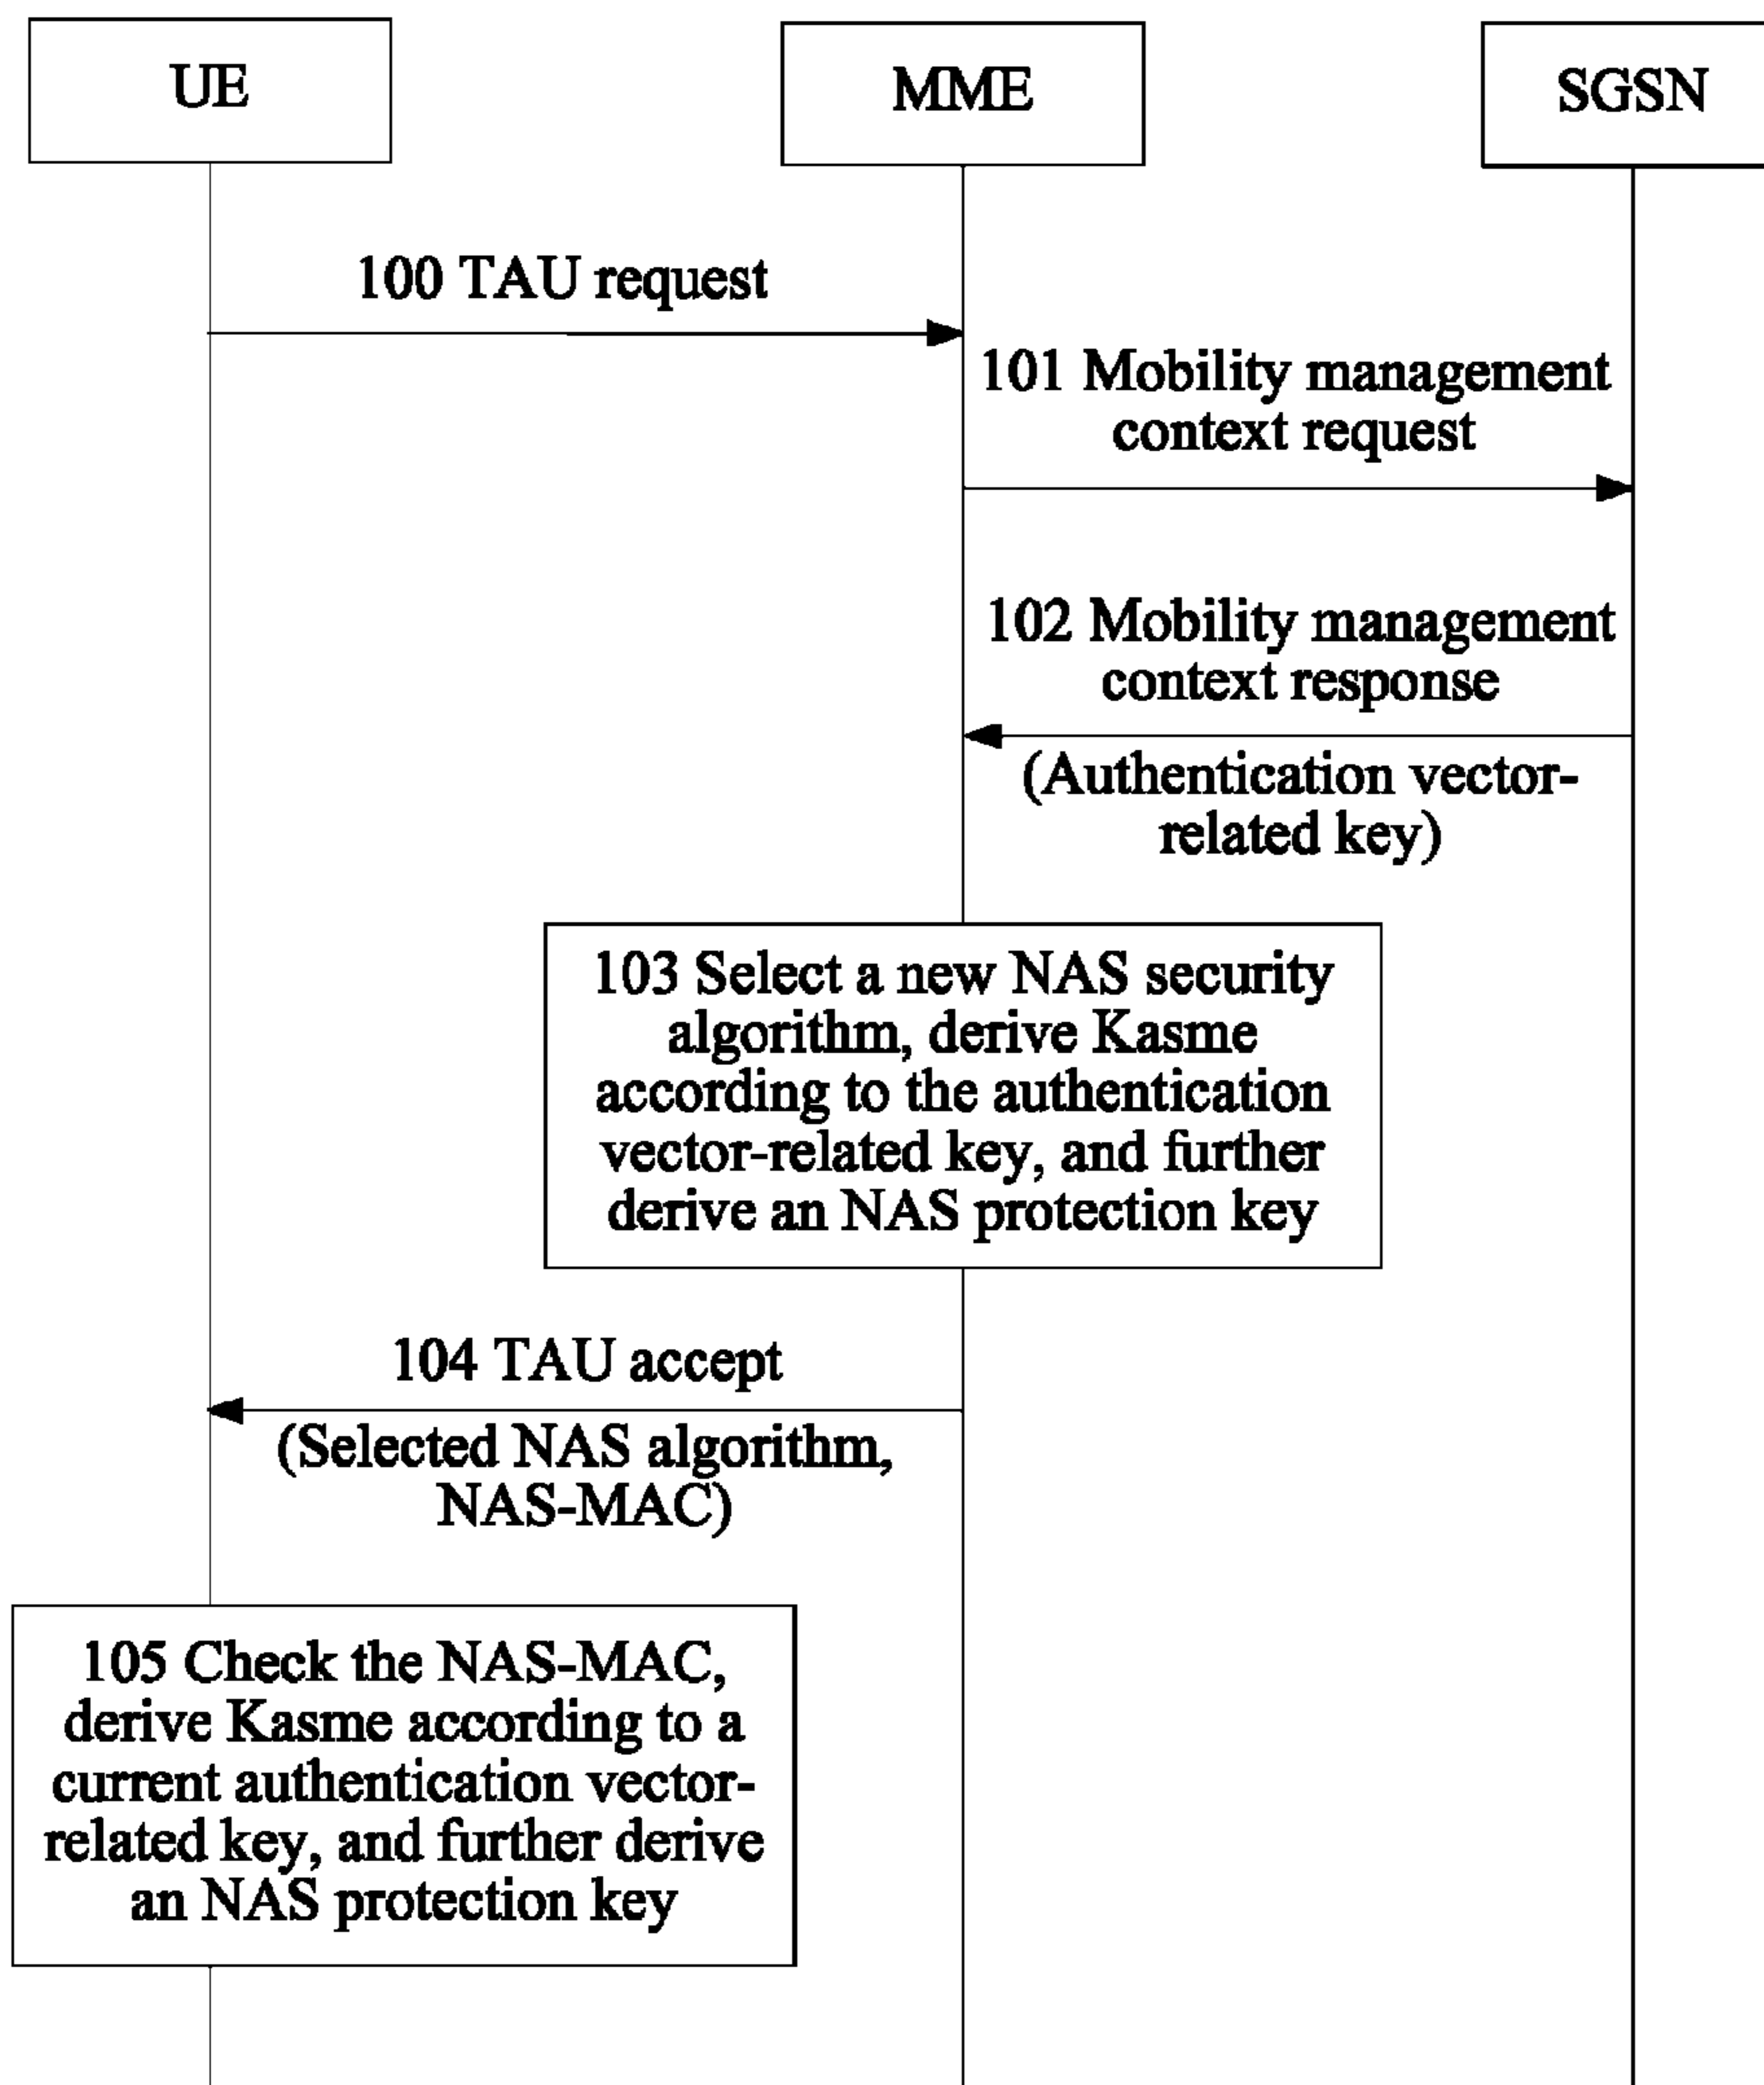 UE
MME
SGSN
100 TAU request
101 Mobility management
context request
102 Mobility management
context response
(Authentication vector-
related key)
103 Select a new NAS security
algorithm, derive Kasme
according to the authentication
vector-related key, and further
derive an NAS protection key
104 TAU accept
(Selected NAS algorithm,
NAS-MAC)
105 Check the NAS-MAC,
derive Kasme according to a
current authentication vector-
related key, and further derive
an NAS protection key